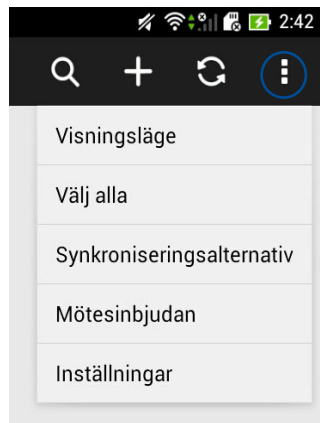 2:42
Visningsläge
Välj alla
Synkroniseringsalternativ
Mötesinbjudan
Inställningar